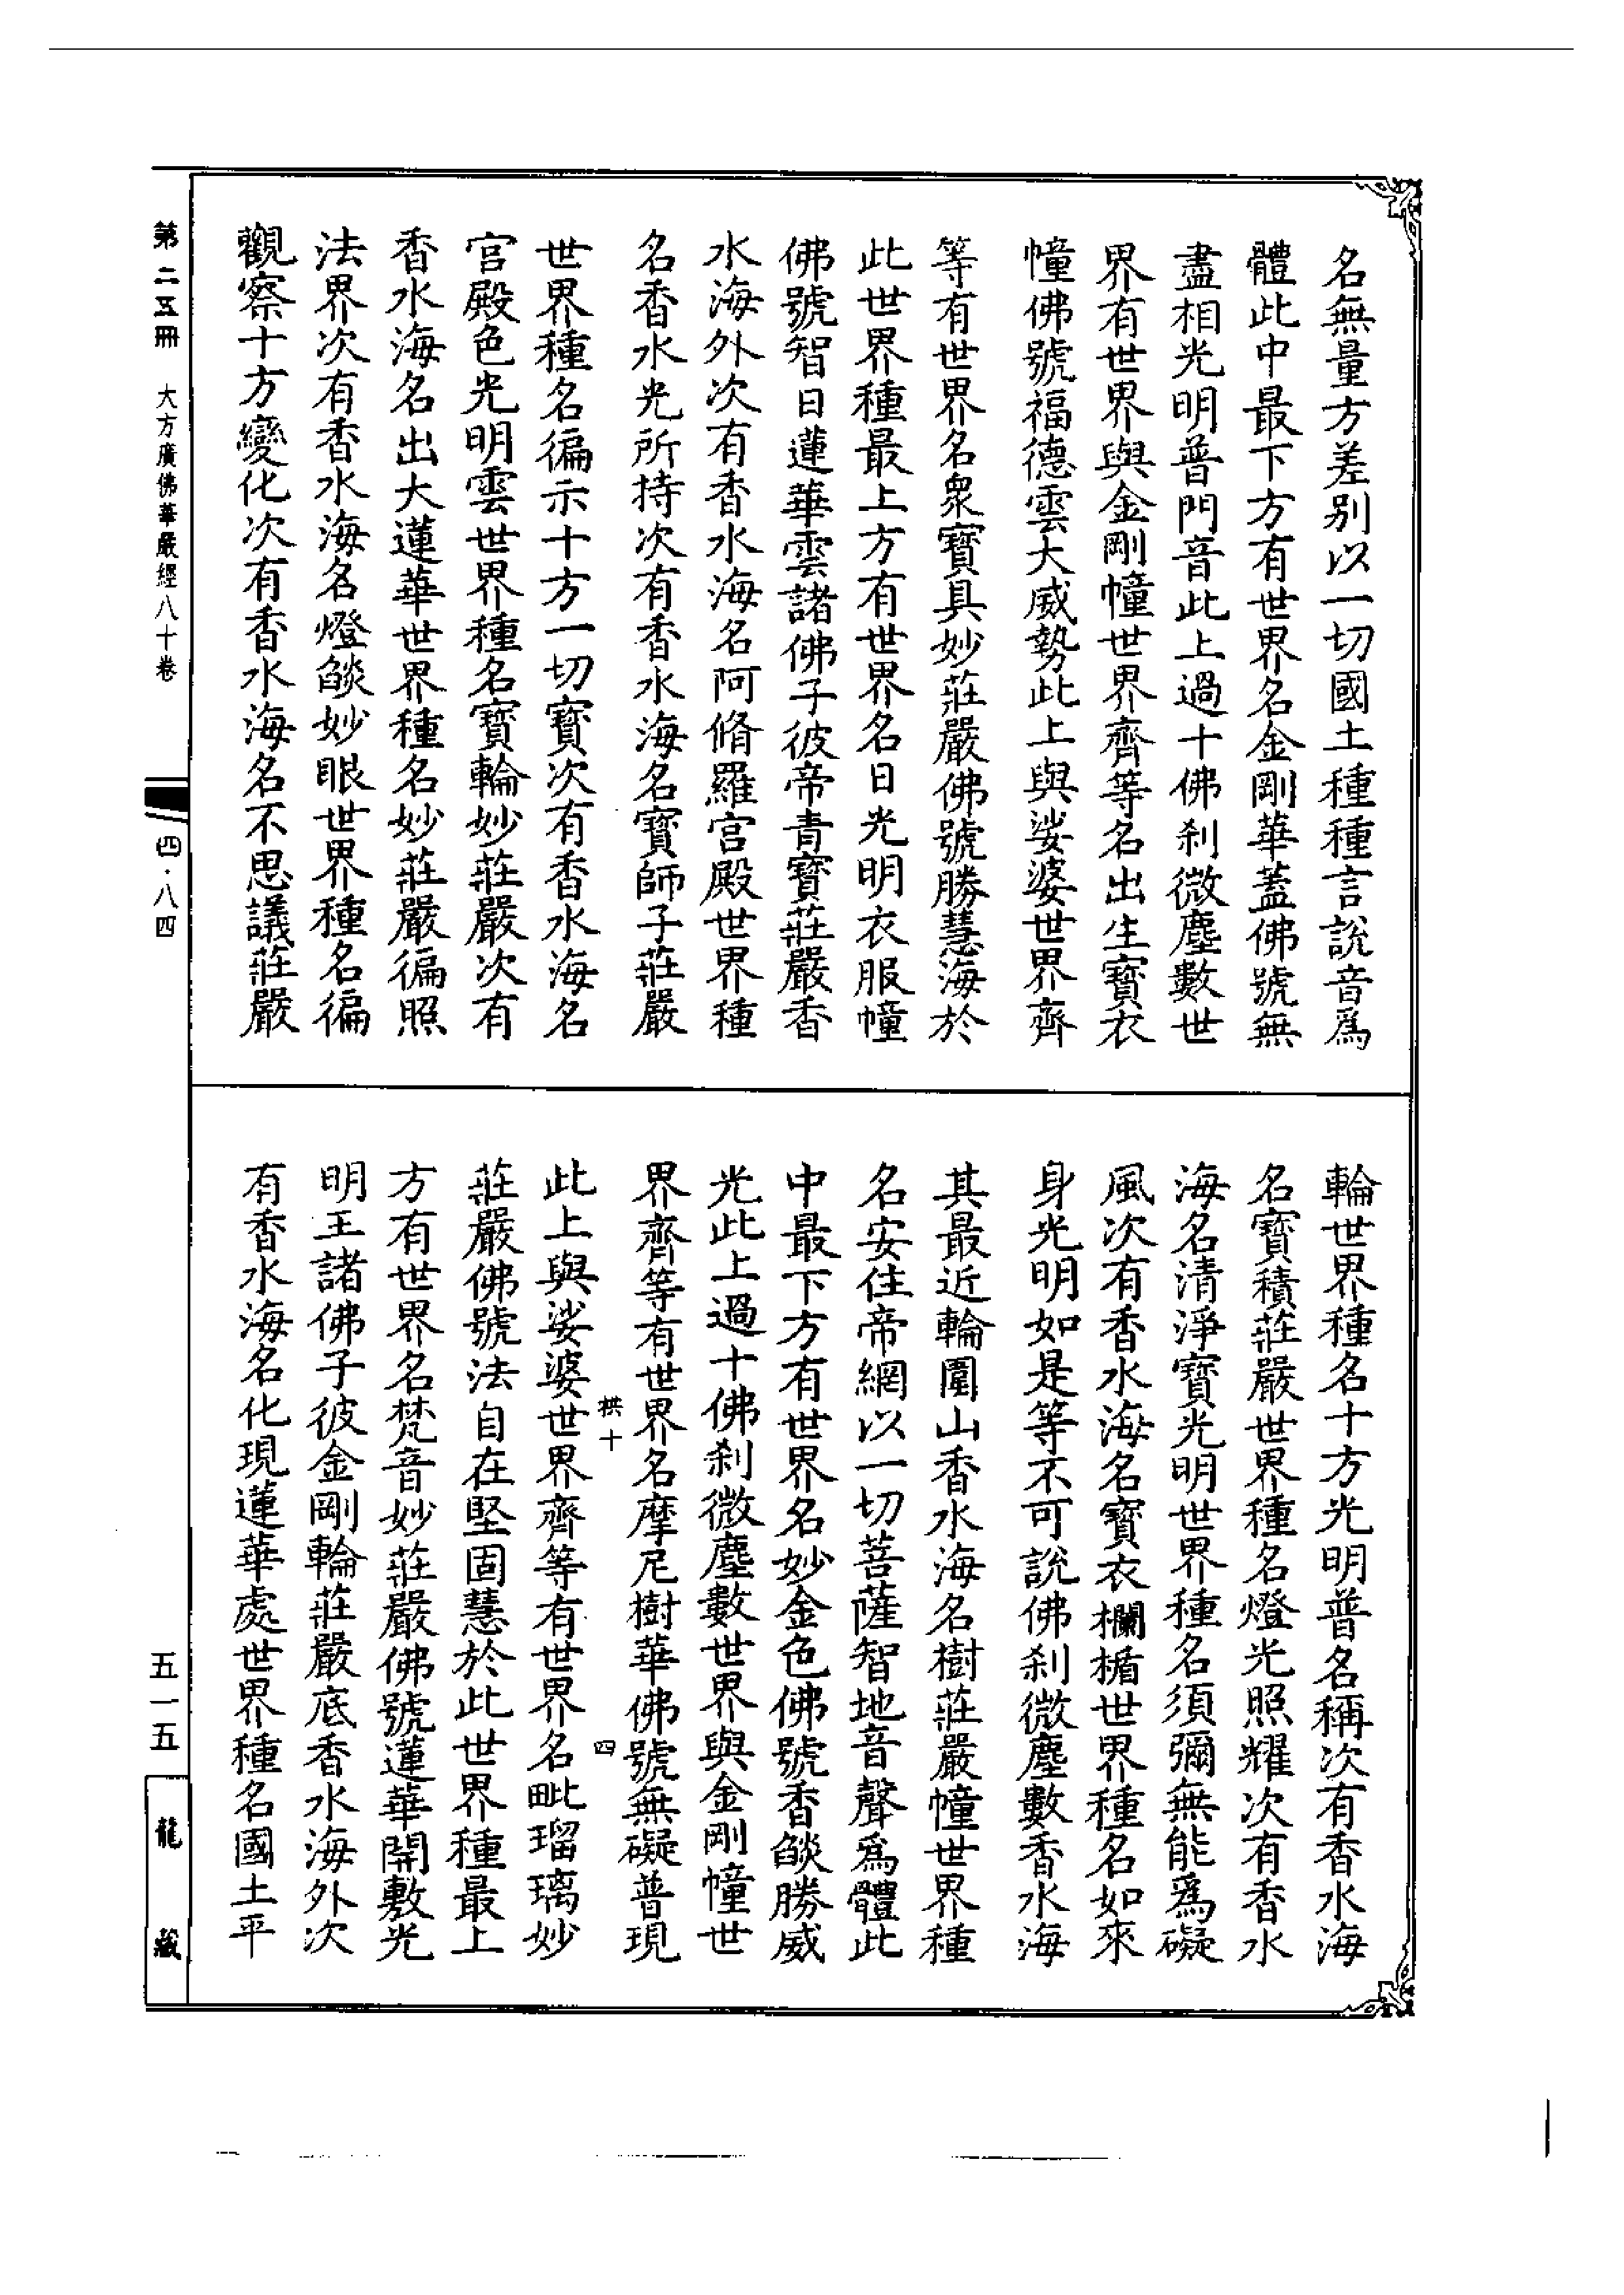 名無量方差別以一切國土種種言說音爲
體此中最下方有世界名金剛華蓋佛號無
盡相光明普門音此上過十佛刹微塵數世
界有世界與金剛幢世界齊等名出生寶衣
幢佛號福德雲大威勢此上與娑婆世界齊
等有世界名衆寶具妙莊嚴佛號勝慧海於
此世界種最上方有世界名日光明衣服幢
佛號智日蓮華雲諸佛子彼帝青寶莊嚴香
水海外次有香水海名阿脩羅宮殿世界種
名香水光所持次有香水海名寶師子莊嚴
世界種名徧示十方一切寶次有香水海名
宮殿色光明雲世界種名寶輪妙莊嚴次有
香水海名出大蓮華世界種名妙莊嚴徧照
法界次有香水海名燈燄妙眼世界種名徧
觀察十方變化次有香水海名不思議莊嚴
輪世界種名十方光明普名稱次有香水海
名寶積莊嚴世界種名燈光照耀次有香水
海名清淨寶光明世界種名須彌無能爲礙
風次有香水海名寶衣欄楯世界種名如來
身光明如是等不可說佛刹微塵數香水海
其最近輪圍山香水海名樹莊嚴幢世界種
名安住帝網以一切菩薩智地音聲爲體此
中最下方有世界名妙金色佛號香燄勝威
光此上過十佛刹微塵數世界與金剛幢世
界齊等有世界名摩尼樹華佛號無礙普現
栱十 四
此上與娑婆世界齊等有世界名毗瑠璃妙
莊嚴佛號法自在堅固慧於此世界種最上
方有世界名梵音妙莊嚴佛號蓮華開敷光
明王諸佛子彼金剛輪莊嚴底香水海外次
有香水海名化現蓮華處世界種名國土平
第二五冊 大方廣佛華嚴經八十卷 四·八四 五一五 龍藏